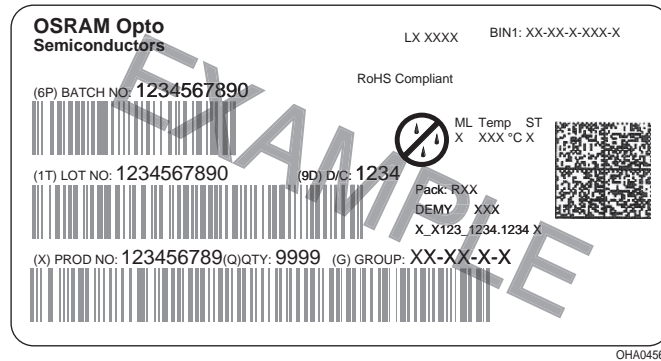 OSRAM Opto
Semiconductors
LX XXXX
BIN1: XX-XX-X-XXX-X
RoHS Compliant
(6P) BATCH NO: 1234567890
ML Temp ST
X XXX °C X
(1T) LOT NO: 1234567890 (9D) D/C: 1234
Pack: RXX
DEMY XXX
X_X123_1234.1234 X
(X) PROD NO: 123456789(Q)QTY: 9999 (G) GROUP: XX-XX-X-X
EXAMPLE